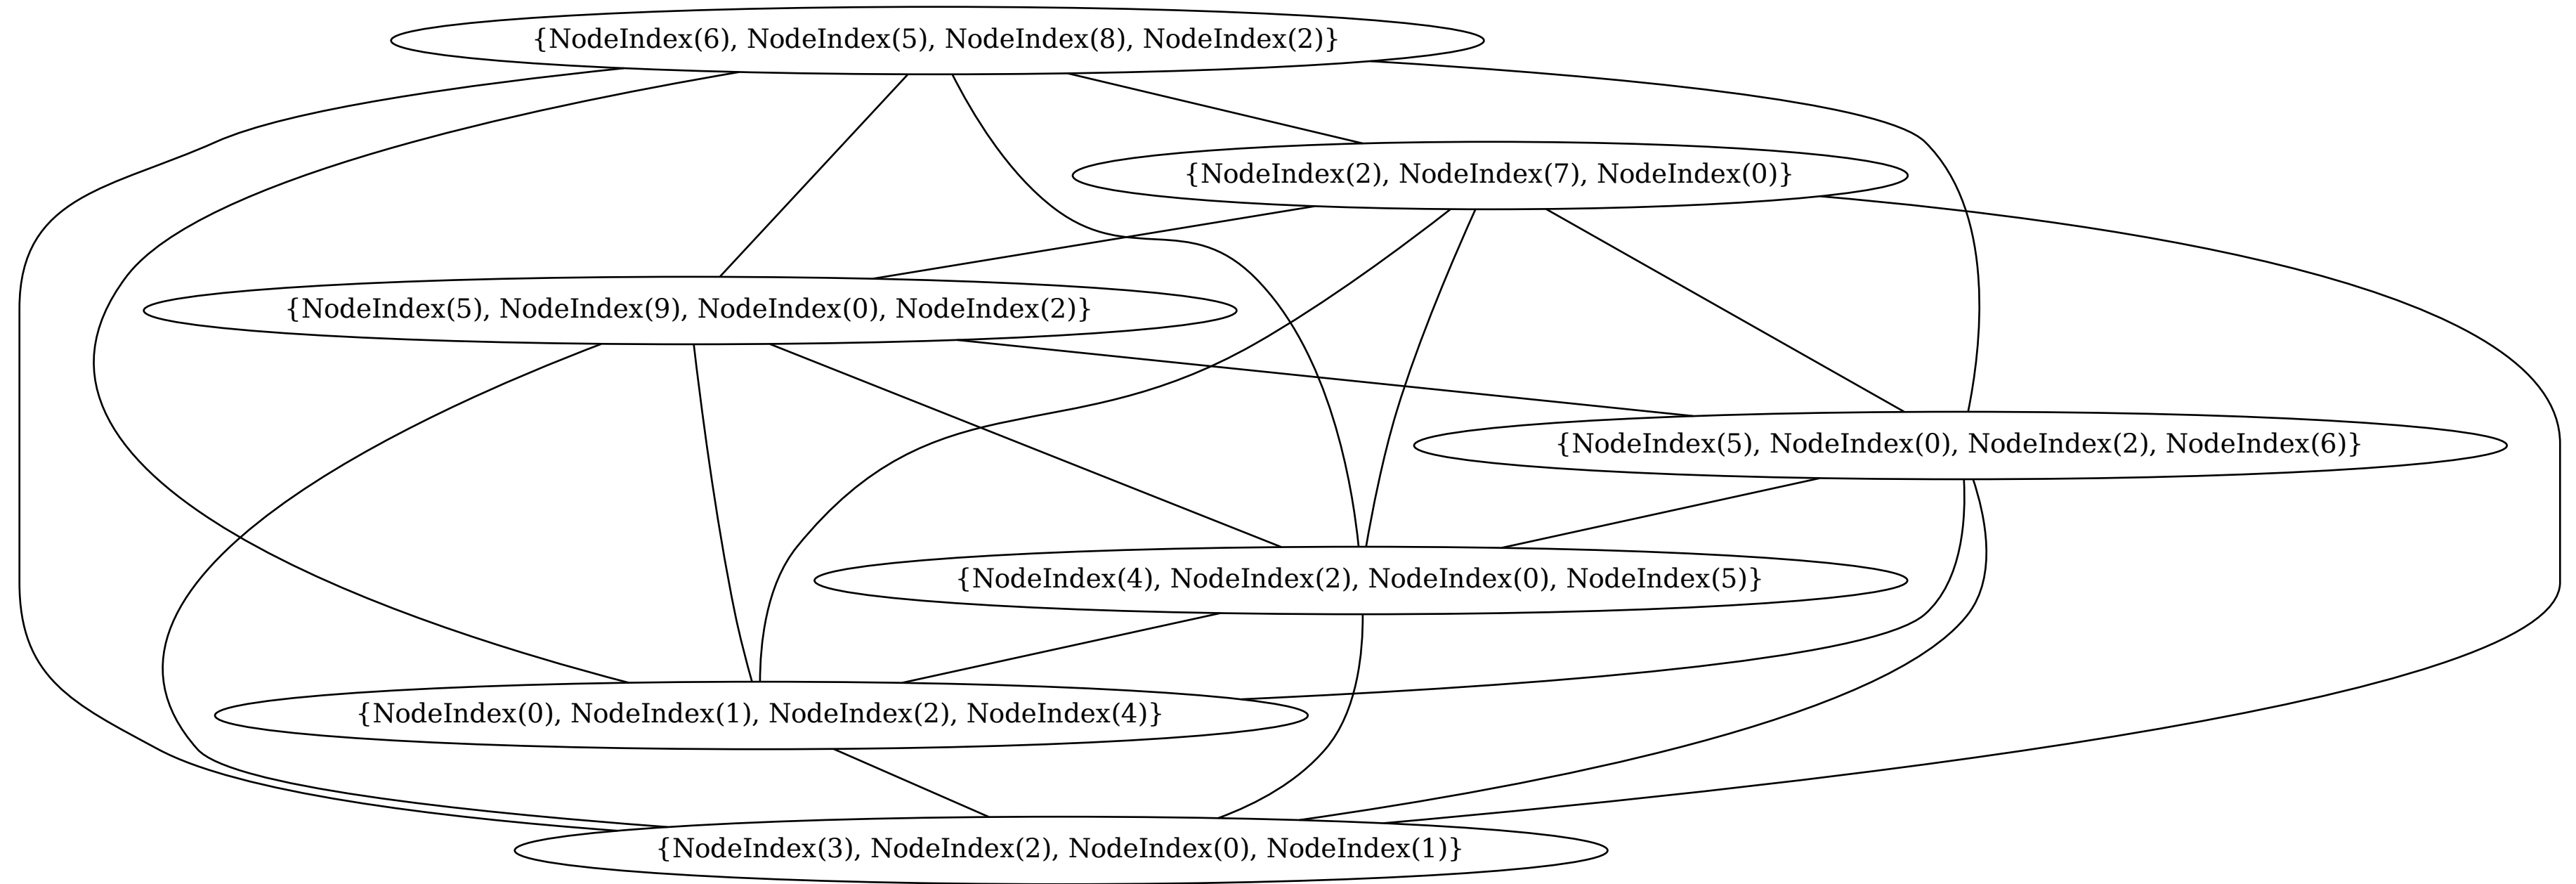 {NodeIndex(6), NodeIndex(5), NodeIndex(8), NodeIndex(2)}
{NodeIndex(2), NodeIndex(7), NodeIndex(0)}
{NodeIndex(5), NodeIndex(9), NodeIndex(0), NodeIndex(2)}
{NodeIndex(5), NodeIndex(0), NodeIndex(2), NodeIndex(6)}
{NodeIndex(4), NodeIndex(2), NodeIndex(0), NodeIndex(5)}
{NodeIndex(0), NodeIndex(1), NodeIndex(2), NodeIndex(4)}
{NodeIndex(3), NodeIndex(2), NodeIndex(0), NodeIndex(1)}